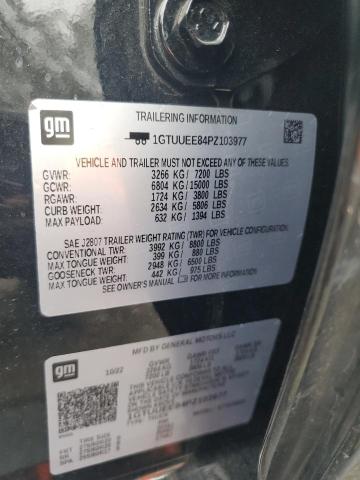 gm
TRAILERING INFORMATION
1GTUUEE84PZ103977
VEHICLE AND TRAILER MUST NOT EXCEED ANY OF THESE VALUES.
GVWR: 3266 KG/ 7200 LBS
GCWR: 6804 KG/15000 LBS
RGAWR: 1724 KG/ 3800 LBS
CURB WEIGHT: 2634 KG/ 5806 LBS
MAX PAYLOAD: 632 KG/ 1394 LBS
SAE J2807 TRAILER WEIGHT RATING (TWR) FOR VEHICLE CONFIGURATION.
CONVENTIONAL TWR: 3992 KG/ 8800 LBS
MAX TONGUE WEIGHT: 399 KG/ 880 LBS
GOOSENECK TWR: 2948 KG/ 6500 LBS
MAX TONGUE WEIGHT: 442 KG/ 975 LBS
SEE OWNER'S MANUAL FOR MORE INFORMATION.
gm
MFD BY GENERAL MOTORS LLC
10/22 GVWR
1GTUUEE84PZ103977